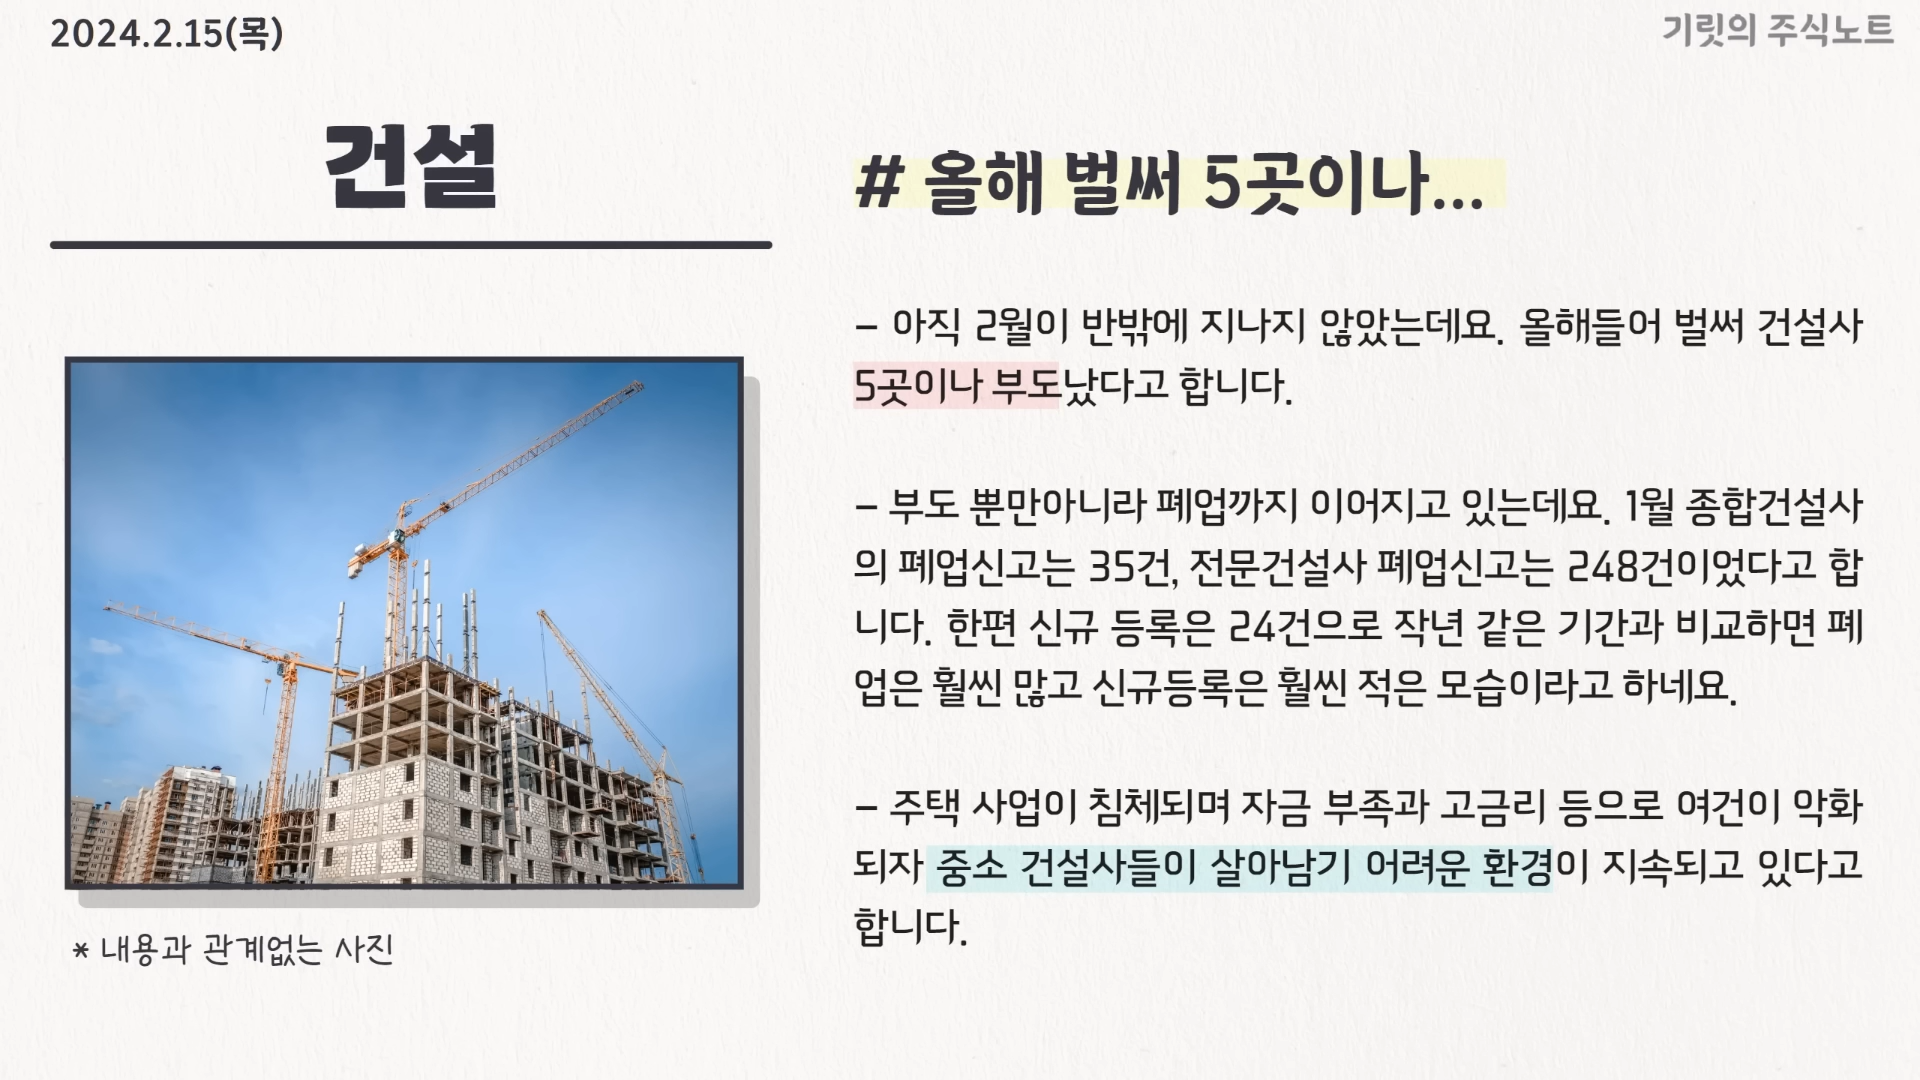 2024.2.15(목)
기릿의 주식노트
건설
# 올해 벌써 5곳이나...
– 아직 2월이 반밖에 지나지 않았는데요. 올해들어 벌써 건설사
5곳이나 부도났다고 합니다.
– 부도 뿐만아니라 폐업까지 이어지고 있는데요. 1월 종합건설사
의 폐업신고는 35건, 전문건설사 폐업신고는 248건이었다고 합
니다. 한편 신규 등록은 24건으로 작년 같은 기간과 비교하면 폐
업은 훨씬 많고 신규등록은 훨씬 적은 모습이라고 하네요.
– 주택 사업이 침체되며 자금 부족과 고금리 등으로 여건이 악화
되자 중소 건설사들이 살아남기 어려운 환경이 지속되고 있다고
합니다.
* 내용과 관계없는 사진